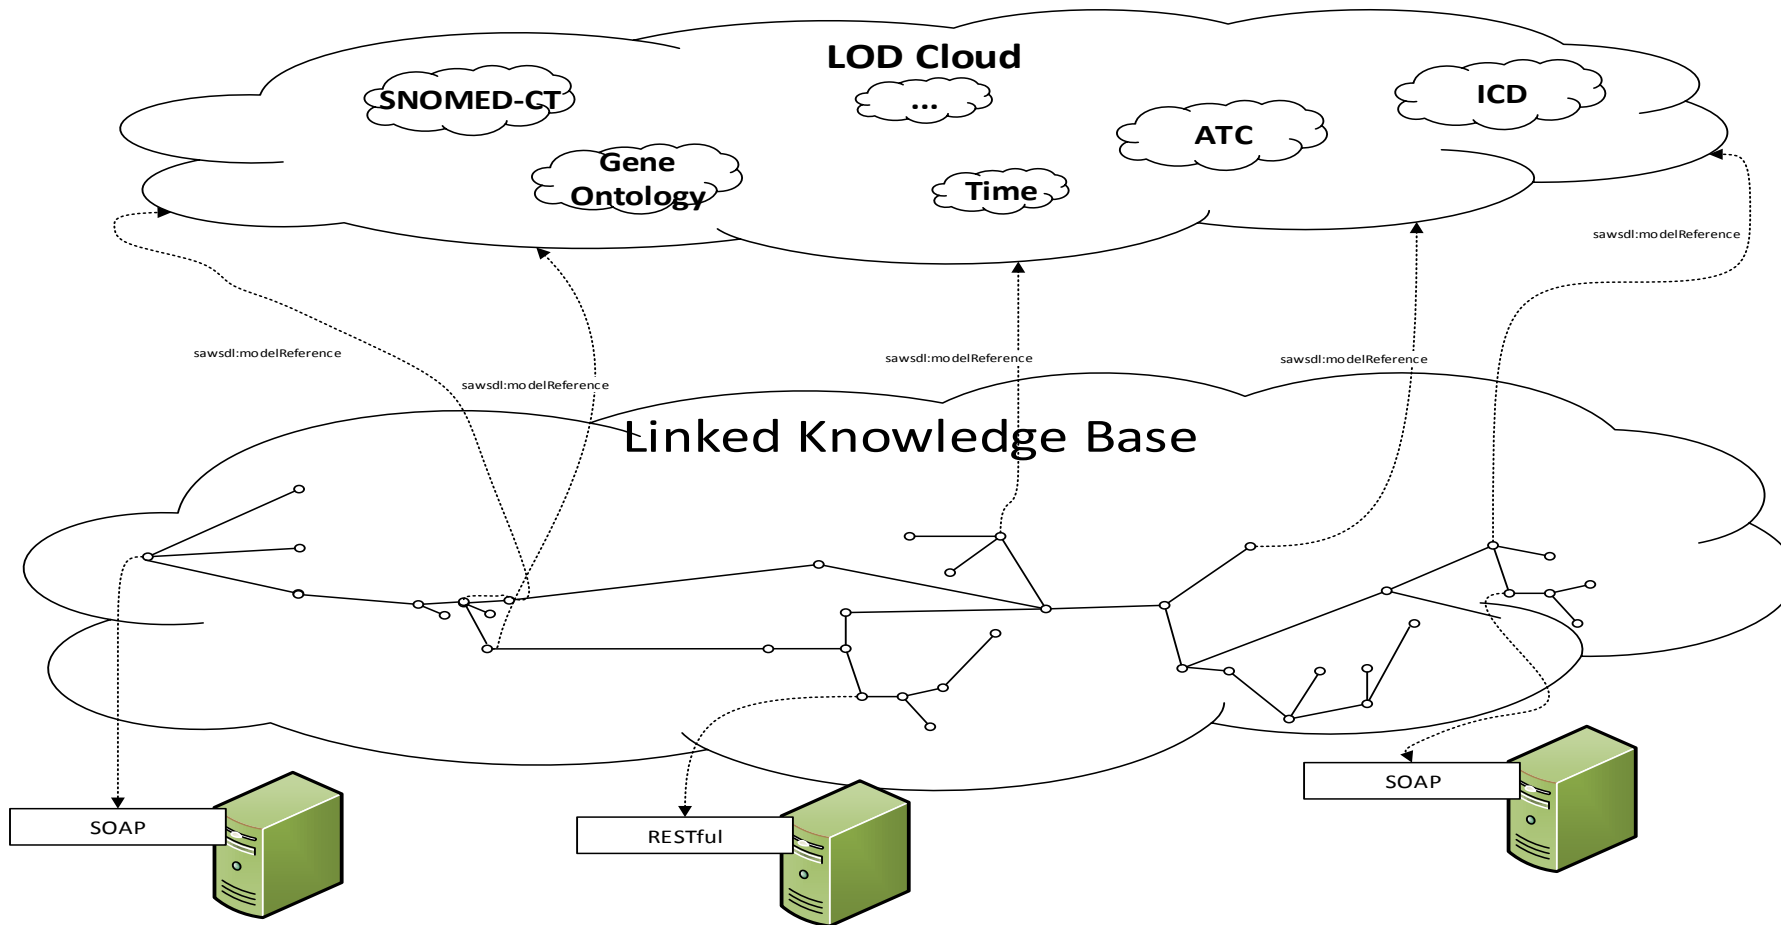 LOD Cloud
SNOMED-CT
...
ICD
ATC
Gene
Ontology
Time
sawsdl:modelReference
sawsdl:modelReference
sawsdl:modelReference
sawsdl:modelReference
sawsdl:modelReference
Linked Knowledge Base
SOAP
RESTful
SOAP